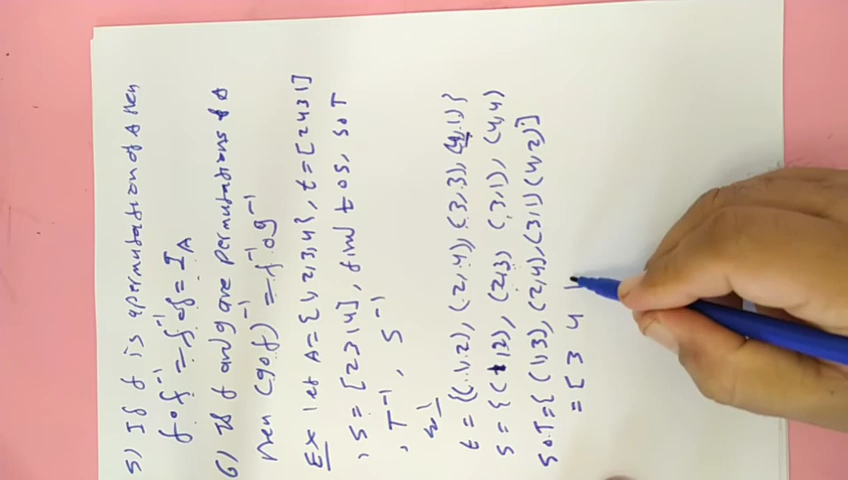 5) If f is a permutation of A then
f o f⁻¹ = f⁻¹ o f = I_A
6) If f and g are permutations of A
then (g o f)⁻¹ = f⁻¹ o g⁻¹
Ex let A = {1,2,3,4}, t = [2 4 3 1]
, s = [2 3 1 4], find t o s, s o T
, T⁻¹, s⁻¹
t = {(1,2), (2,4), (3,3), (4,1)}
s = {(1,2), (2,3) (3,1), (4,4)
s o T = { (1,3), (2,4), (3,1) (4,2)}
= [ 3 4 1